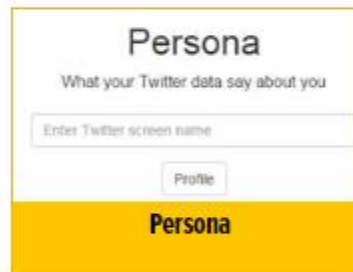 Persona
What your Twitter data say about you
Enter Twitter screen name
Profile
Persona